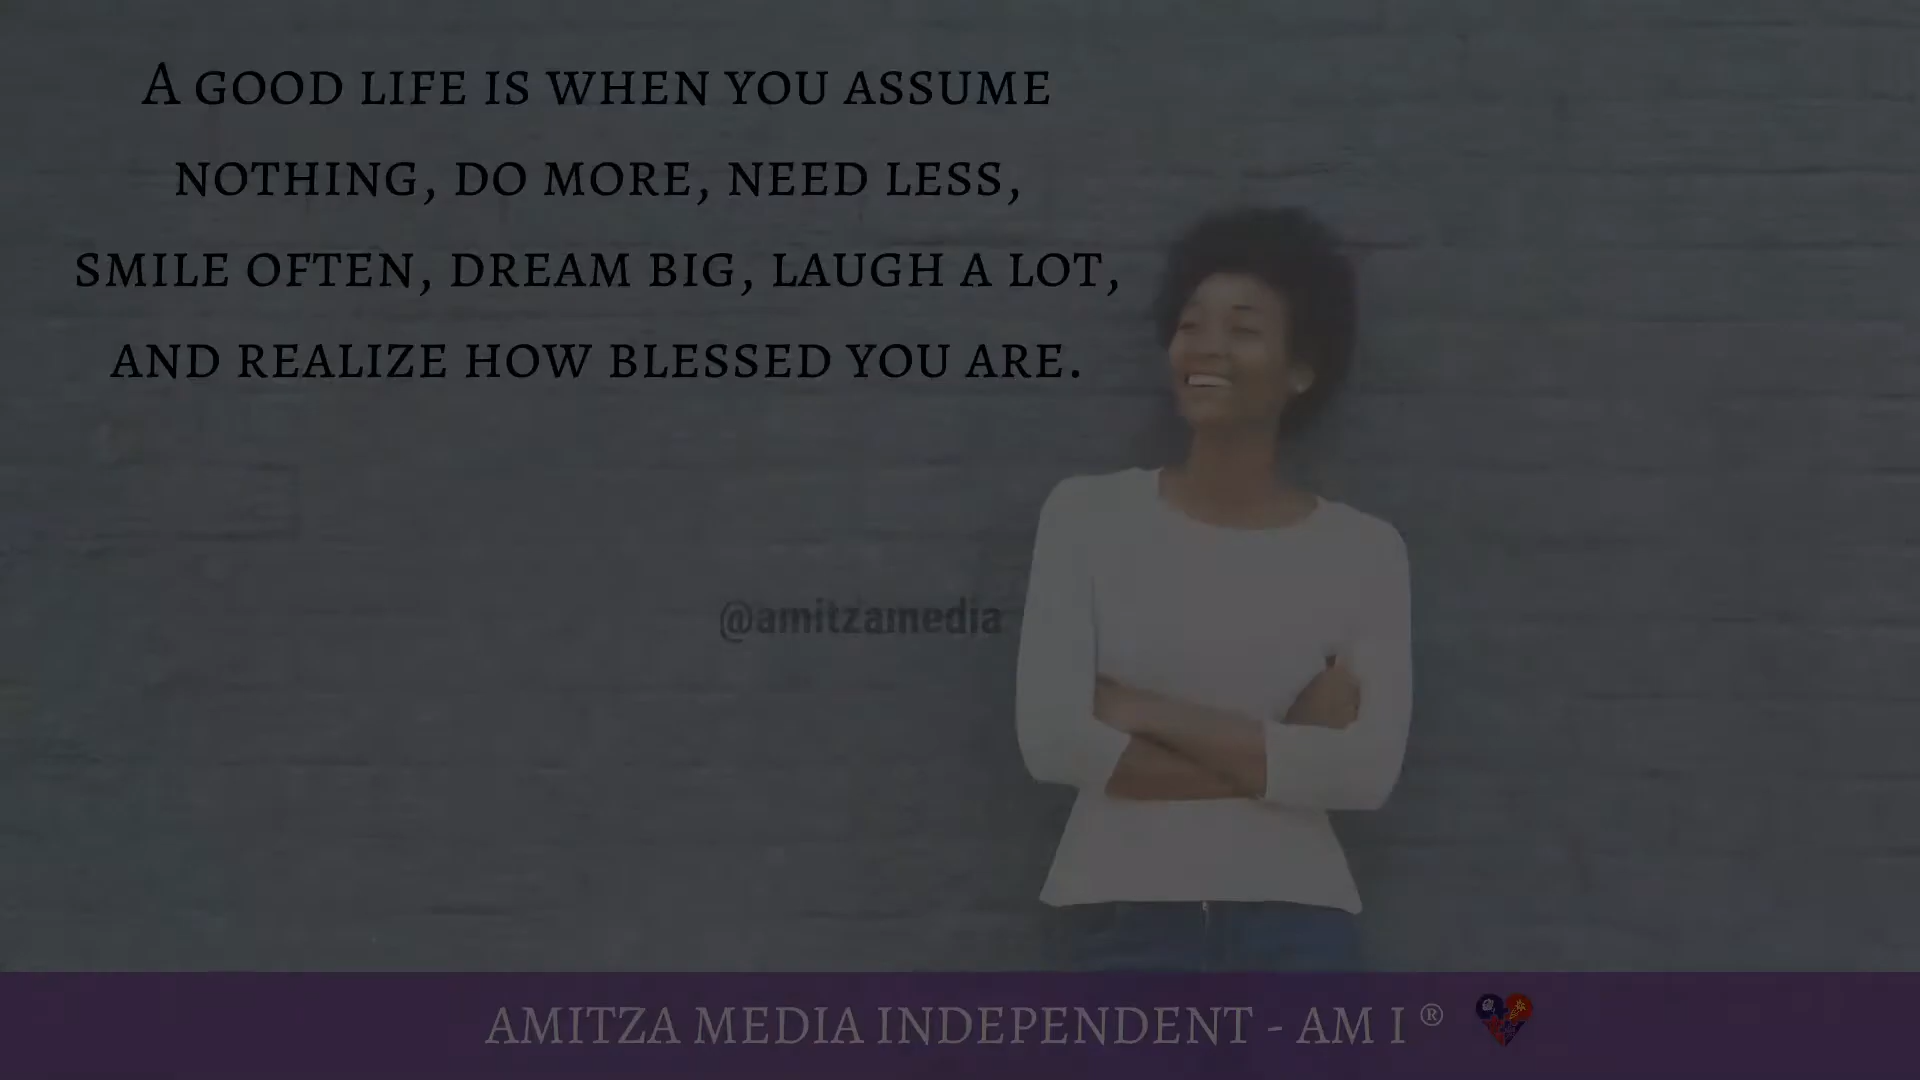 A GOOD LIFE IS WHEN YOU ASSUME
NOTHING, DO MORE, NEED LESS,
SMILE OFTEN, DREAM BIG, LAUGH A LOT,
AND REALIZE HOW BLESSED YOU ARE.
@amitzamedia
AMITZA MEDIA INDEPENDENT - AM I ®